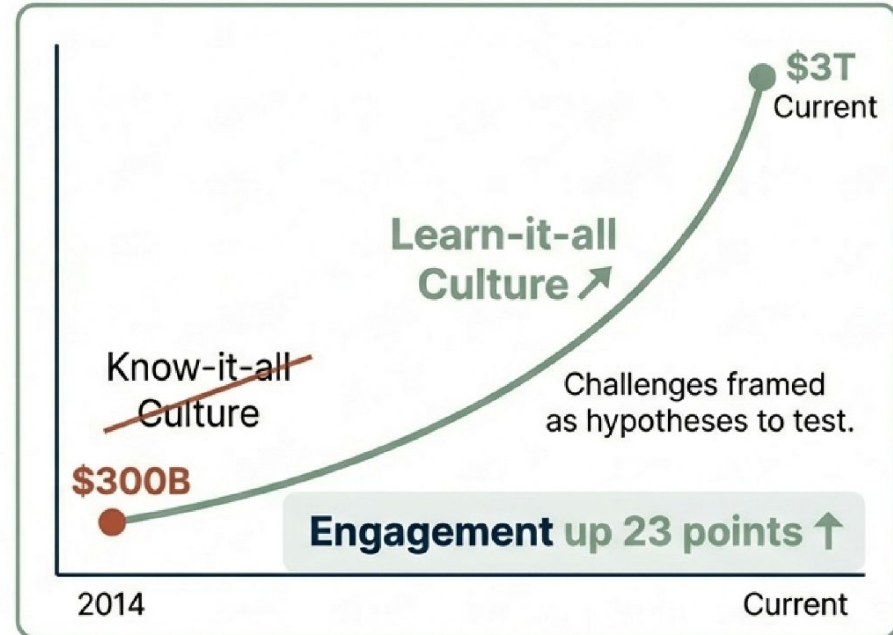 $3T
Current
Learn-it-all
Culture
Know-it-all
Culture
Challenges framed
as hypotheses to test.
$300B
Engagement up 23 points ↑
2014
Current